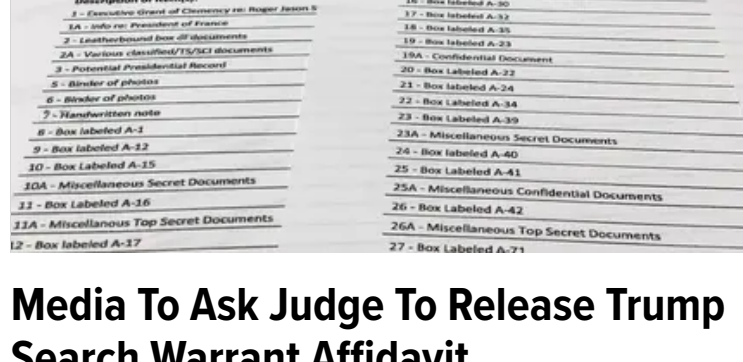 1 - Executive Grant of Clemency re: Roger Jason S
1A - Info re: President of France
2 - Leatherbound box of documents
2A - Various classified/TS/SCI documents
3 - Potential Presidential Record
5 - Binder of photos
6 - Binder of photos
7 - Handwritten note
8 - Box labeled A-1
9 - Box labeled A-12
10 - Box Labeled A-15
10A - Miscellaneous Secret Documents
11 - Box Labeled A-16
11A - Miscellanous Top Secret Documents
12 - Box labeled A-17
16 - Box labeled A-30
17 - Box labeled A-32
18 - Box labeled A-35
19 - Box labeled A-23
19A - Confidential Document
20 - Box Labeled A-22
21 - Box labeled A-24
22 - Box Labeled A-34
23 - Box Labeled A-39
23A - Miscellaneous Secret Documents
24 - Box labeled A-40
25 - Box Labeled A-41
25A - Miscellaneous Confidential Documents
26 - Box Labeled A-42
26A - Miscellaneous Top Secret Documents
27 - Box Labeled A-71
Media To Ask Judge To Release Trump
Search Warrant Affidavit